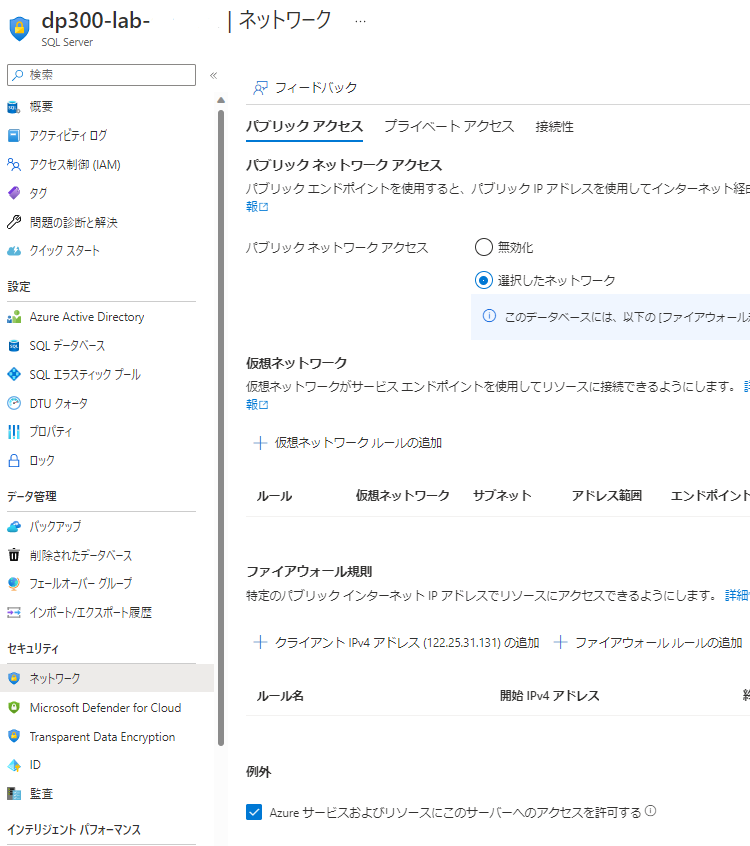 dp300-lab- | ネットワーク ...
SQL Server
検索
概要
アクティビティ ログ
アクセス制御 (IAM)
タグ
問題の診断と解決
クイック スタート
設定
Azure Active Directory
SQL データベース
SQL エラスティック プール
DTU クォータ
プロパティ
ロック
データ管理
バックアップ
削除されたデータベース
フェールオーバー グループ
インポート/エクスポート履歴
セキュリティ
ネットワーク
Microsoft Defender for Cloud
Transparent Data Encryption
ID
監査
インテリジェント パフォーマンス
フィードバック
パブリック アクセス プライベート アクセス 接続性
パブリック ネットワーク アクセス
パブリック エンドポイントを使用すると、パブリック IP アドレスを使用してインターネット経
報
パブリック ネットワーク アクセス
無効化
選択したネットワーク
このデータベースには、以下の [ファイアウォール
仮想ネットワーク
仮想ネットワークがサービス エンドポイントを使用してリソースに接続できるようにします。
報
仮想ネットワーク ルールの追加
ルール 仮想ネットワーク サブネット アドレス範囲 エンドポイント
ファイアウォール規則
特定のパブリック インターネット IP アドレスでリソースにアクセスできるようにします。 詳細
クライアント IPv4 アドレス (122.25.31.131) の追加 ファイアウォール ルールの追加
ルール名 開始 IPv4 アドレス
例外
Azure サービスおよびリソースにこのサーバーへのアクセスを許可する